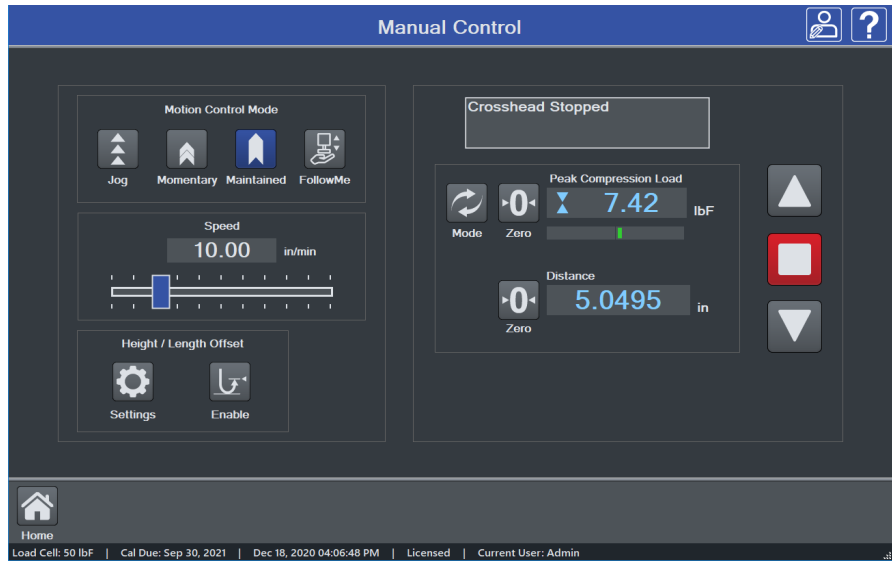 Manual Control
?
Motion Control Mode
Jog Momentary Maintained FollowMe
Speed
10.00 in/min
Height / Length Offset
Settings Enable
Crosshead Stopped
Peak Compression Load
0 7.42 lbF
Mode Zero
Distance
0 5.0495 in
Zero
Home
Load Cell: 50 lbF | Cal Due: Sep 30, 2021 | Dec 18, 2020 04:06:48 PM | Licensed | Current User: Admin